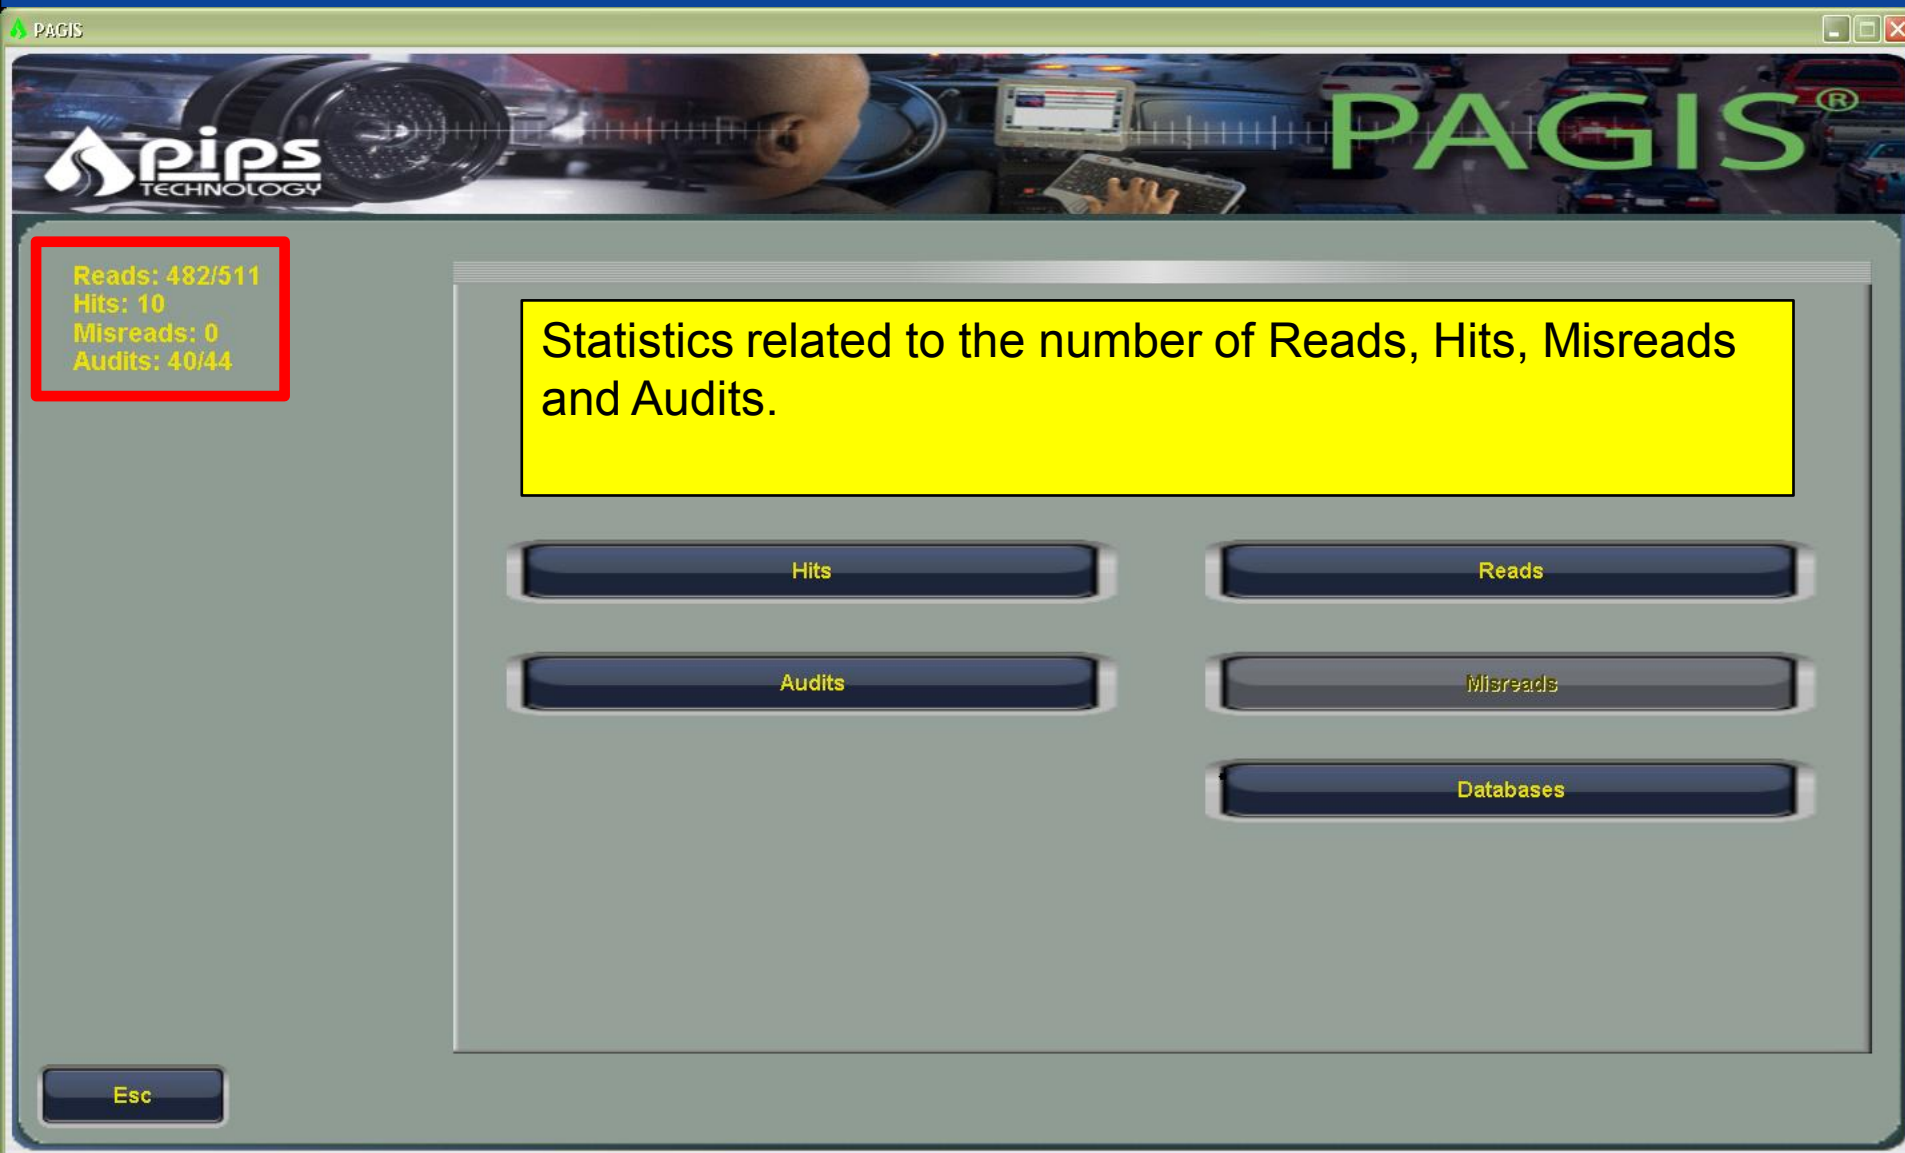 PAGIS
pips
TECHNOLOGY
PAGIS®
Reads: 482/511
Hits: 10
Misreads: 0
Audits: 40/44
Statistics related to the number of Reads, Hits, Misreads
and Audits.
Hits
Reads
Audits
Misreads
Databases
Esc